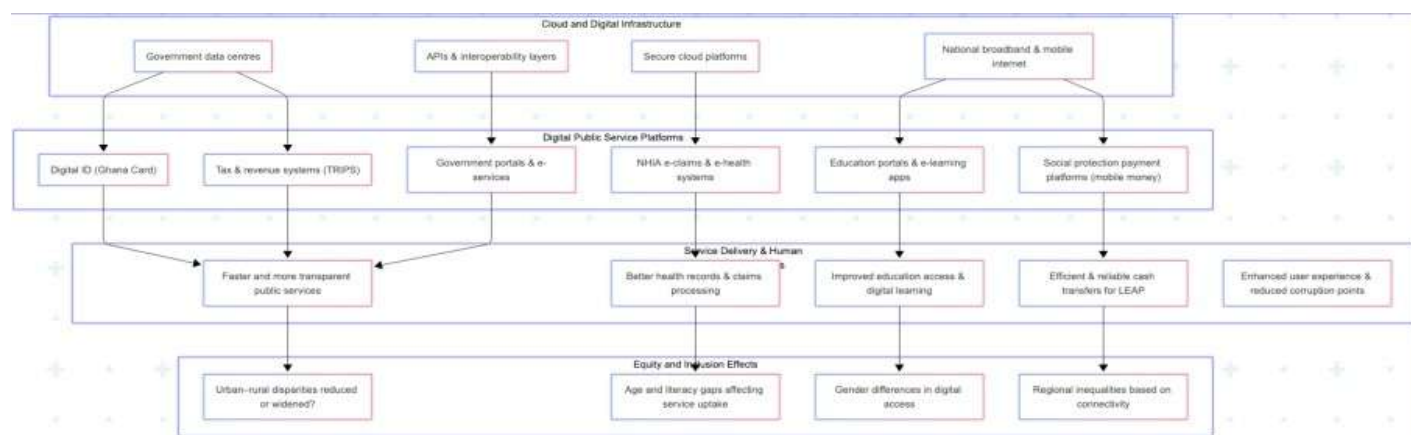 Cloud and Digital Infrastructure
Government data centres
APIs & interoperability layers
Secure cloud platforms
National broadband & mobile
internet
Digital Public Service Platforms
Digital ID (Ghana Card)
Tax & revenue systems (TRIPS)
Government portals & e-
services
NHIA e-claims & e-health
systems
Education portals & e-learning
apps
Social protection payment
platforms (mobile money)
Service Delivery & Human
Faster and more transparent
public services
Better health records & claims
processing
Improved education access &
digital learning
Efficient & reliable cash
transfers for LEAP
Enhanced user experience &
reduced corruption points
Equity and Inclusion Effects
Urban–rural disparities reduced
or widened?
Age and literacy gaps affecting
service uptake
Gender differences in digital
access
Regional inequalities based on
connectivity